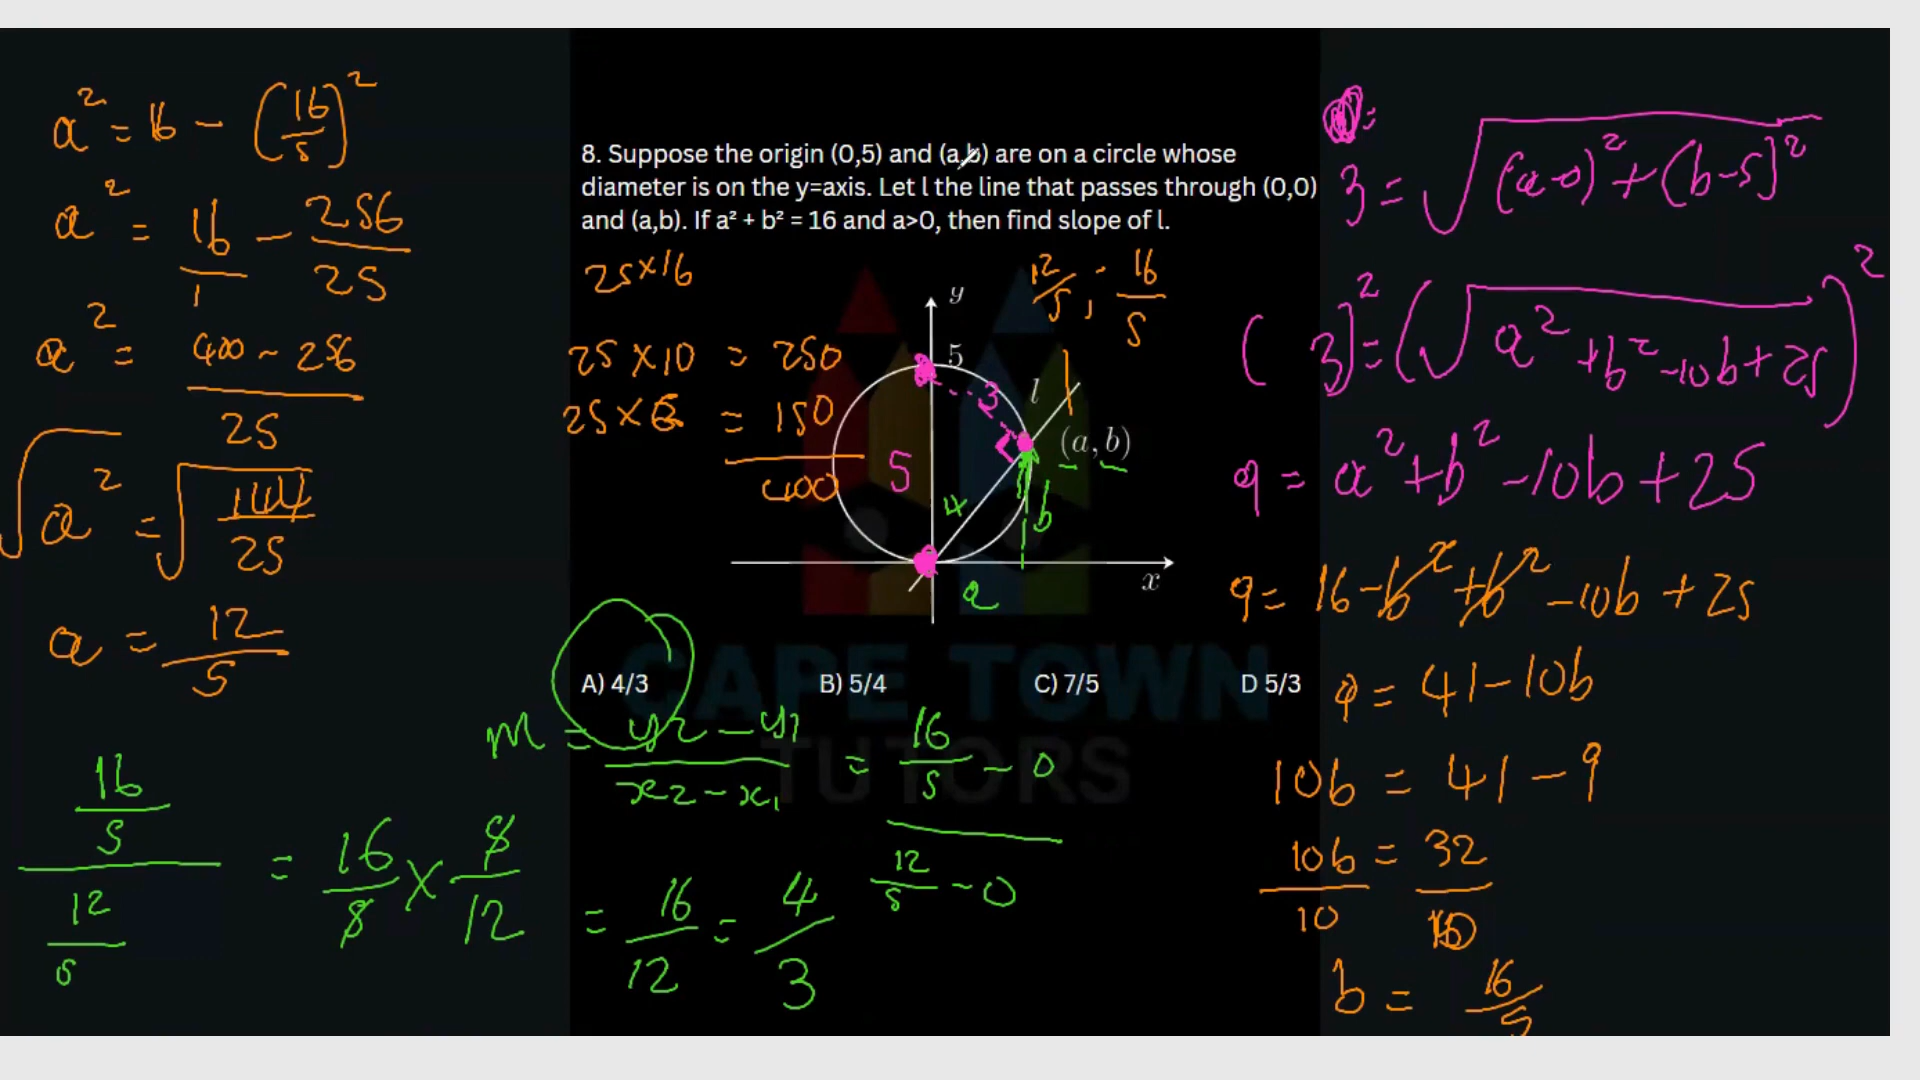 a² = 16 - (16/5)²
a² = 16/1 - 256/25
a² = 400 - 256 / 25
√a² = √144/25
a = 12/5
8. Suppose the origin (0,5) and (a,b) are on a circle whose
diameter is on the y=axis. Let l the line that passes through (0,0)
and (a,b). If a² + b² = 16 and a>0, then find slope of l.
25×16
25×10 = 250
25×6 = 150
400
12/5 ; 16/5
y
5
3
l
(a, b)
5
4
b
a
x
CAPE TOWN
TUTORS
A) 4/3
B) 5/4
C) 7/5
D 5/3
m = y2 - y1 / x2 - x1 = 16/5 - 0 / 12/5 - 0
16/5 / 12/5 = 16/5 × 5/12 = 16/12 = 4/3
3 = √(a-0)² + (b-5)²
(3)² = (√a² + b² - 10b + 25)²
9 = a² + b² - 10b + 25
9 = 16 - b² + b² - 10b + 25
9 = 41 - 10b
10b = 41 - 9
10b/10 = 32/10
b = 16/5